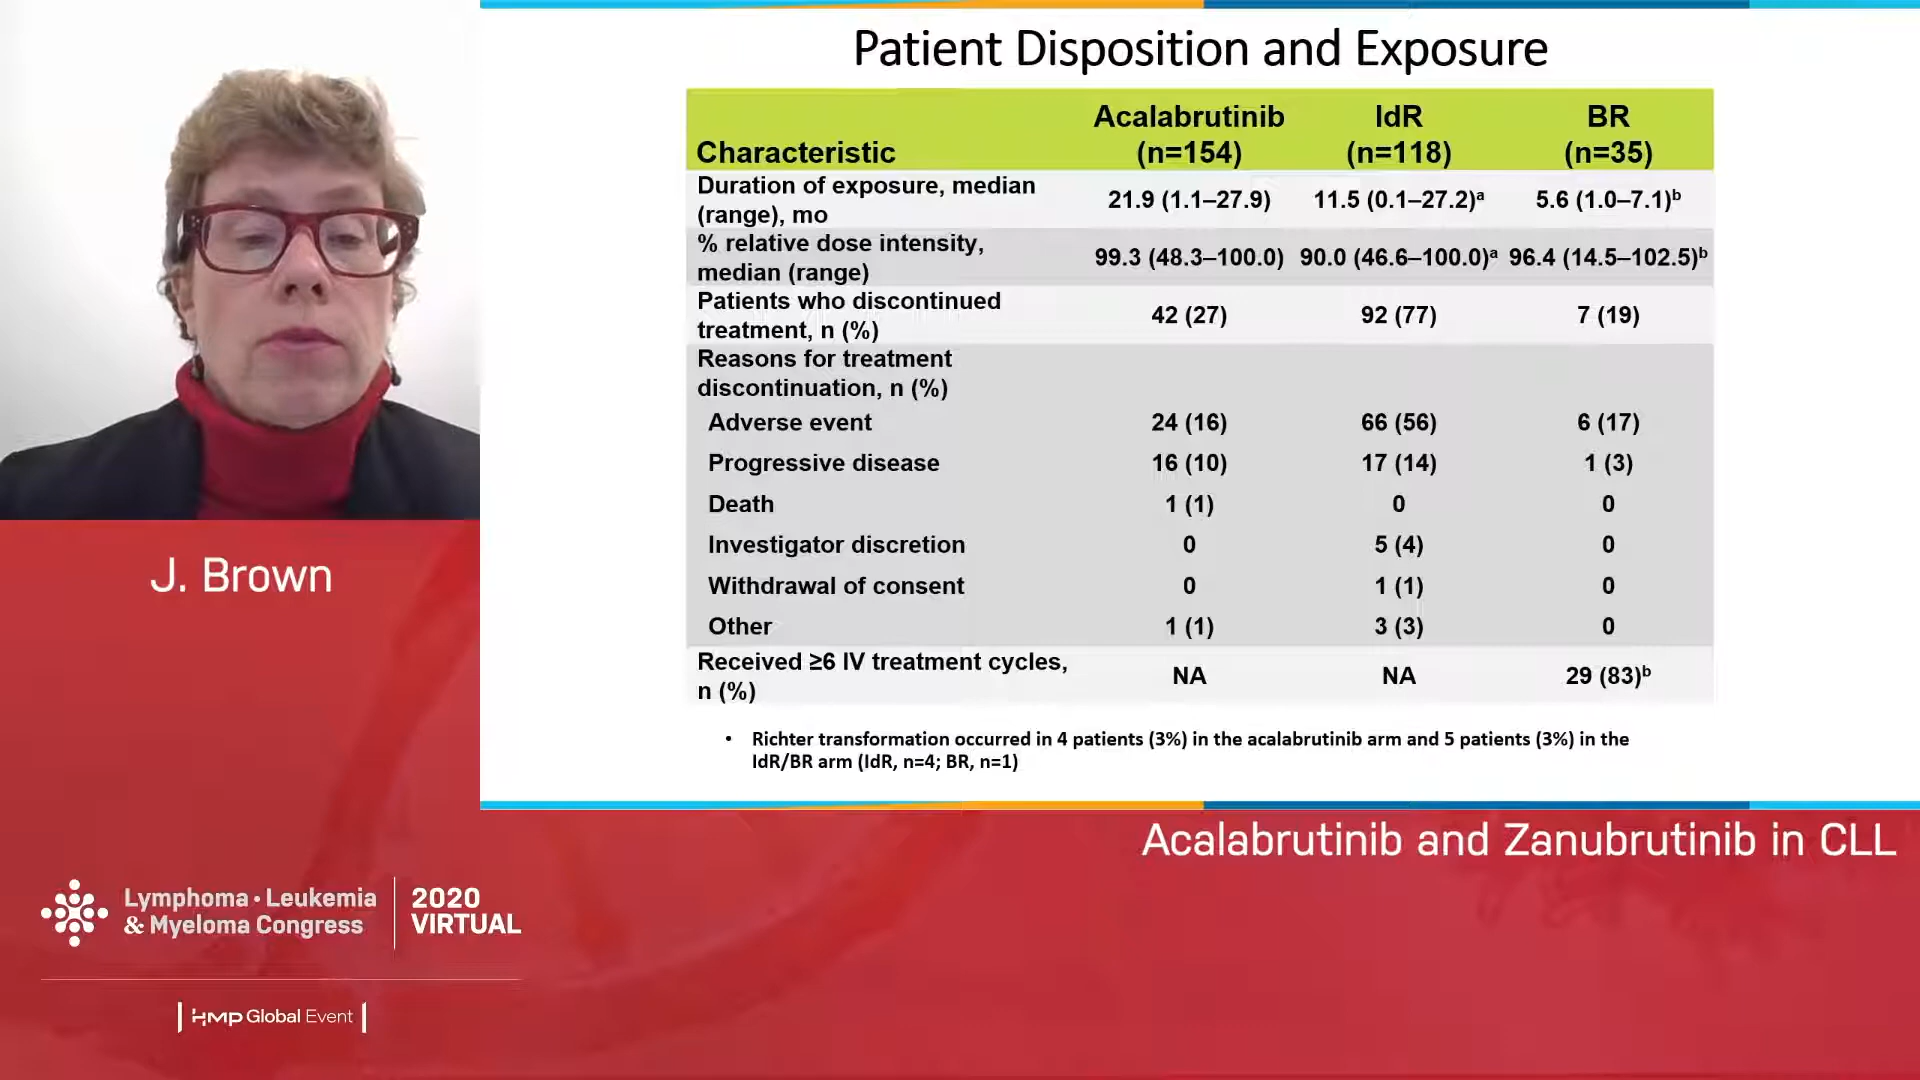 Patient Disposition and Exposure
Characteristic
Acalabrutinib
(n=154)
IdR
(n=118)
BR
(n=35)
Duration of exposure, median
(range), mo
21.9 (1.1–27.9)
11.5 (0.1–27.2)ᵃ
5.6 (1.0–7.1)ᵇ
% relative dose intensity,
median (range)
99.3 (48.3–100.0)
90.0 (46.6–100.0)ᵃ
96.4 (14.5–102.5)ᵇ
Patients who discontinued
treatment, n (%)
42 (27)
92 (77)
7 (19)
Reasons for treatment
discontinuation, n (%)
Adverse event
24 (16)
66 (56)
6 (17)
Progressive disease
16 (10)
17 (14)
1 (3)
Death
1 (1)
0
0
Investigator discretion
0
5 (4)
0
Withdrawal of consent
0
1 (1)
0
Other
1 (1)
3 (3)
0
Received ≥6 IV treatment cycles,
n (%)
NA
NA
29 (83)ᵇ
• Richter transformation occurred in 4 patients (3%) in the acalabrutinib arm and 5 patients (3%) in the
IdR/BR arm (IdR, n=4; BR, n=1)
J. Brown
Acalabrutinib and Zanubrutinib in CLL
Lymphoma • Leukemia
& Myeloma Congress
2020
VIRTUAL
HMP Global Event